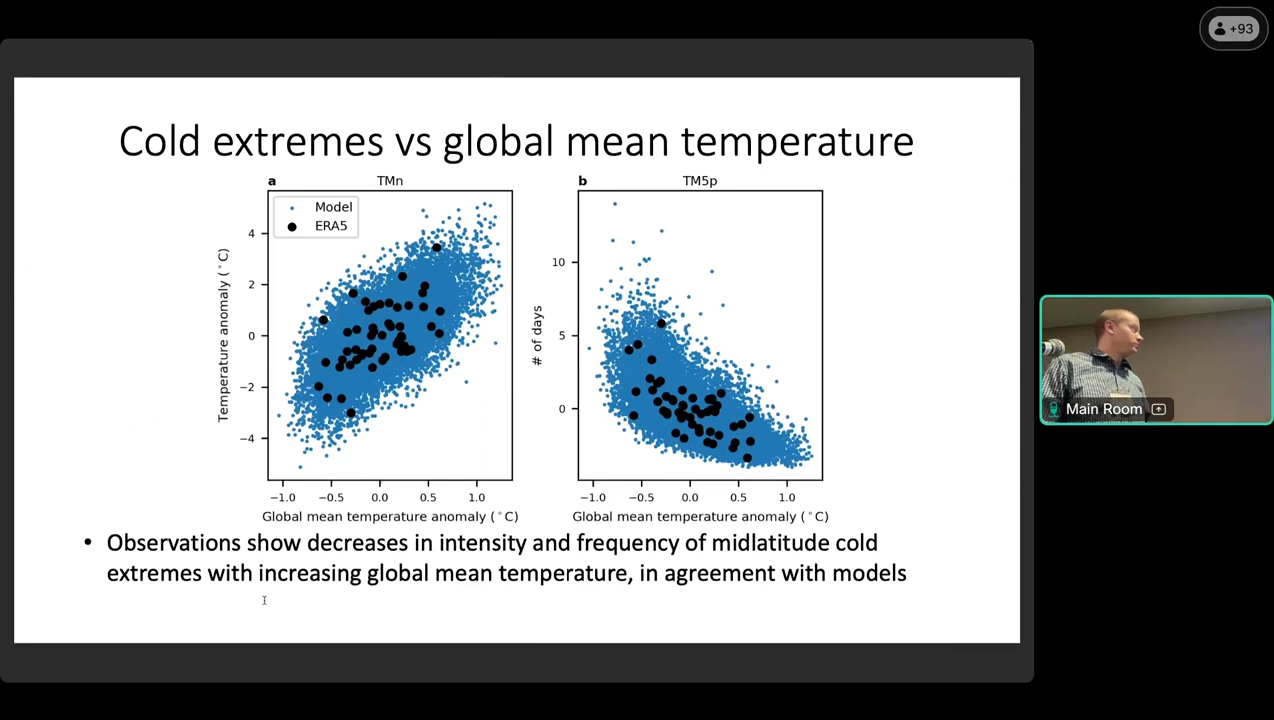 +93
Cold extremes vs global mean temperature
a
TMn
Model
ERA5
Temperature anomaly (°C)
4
2
0
−2
−4
−1.0 −0.5 0.0 0.5 1.0
Global mean temperature anomaly (°C)
b
TM5p
# of days
10
5
0
−1.0 −0.5 0.0 0.5 1.0
Global mean temperature anomaly (°C)
• Observations show decreases in intensity and frequency of midlatitude cold
extremes with increasing global mean temperature, in agreement with models
Main Room